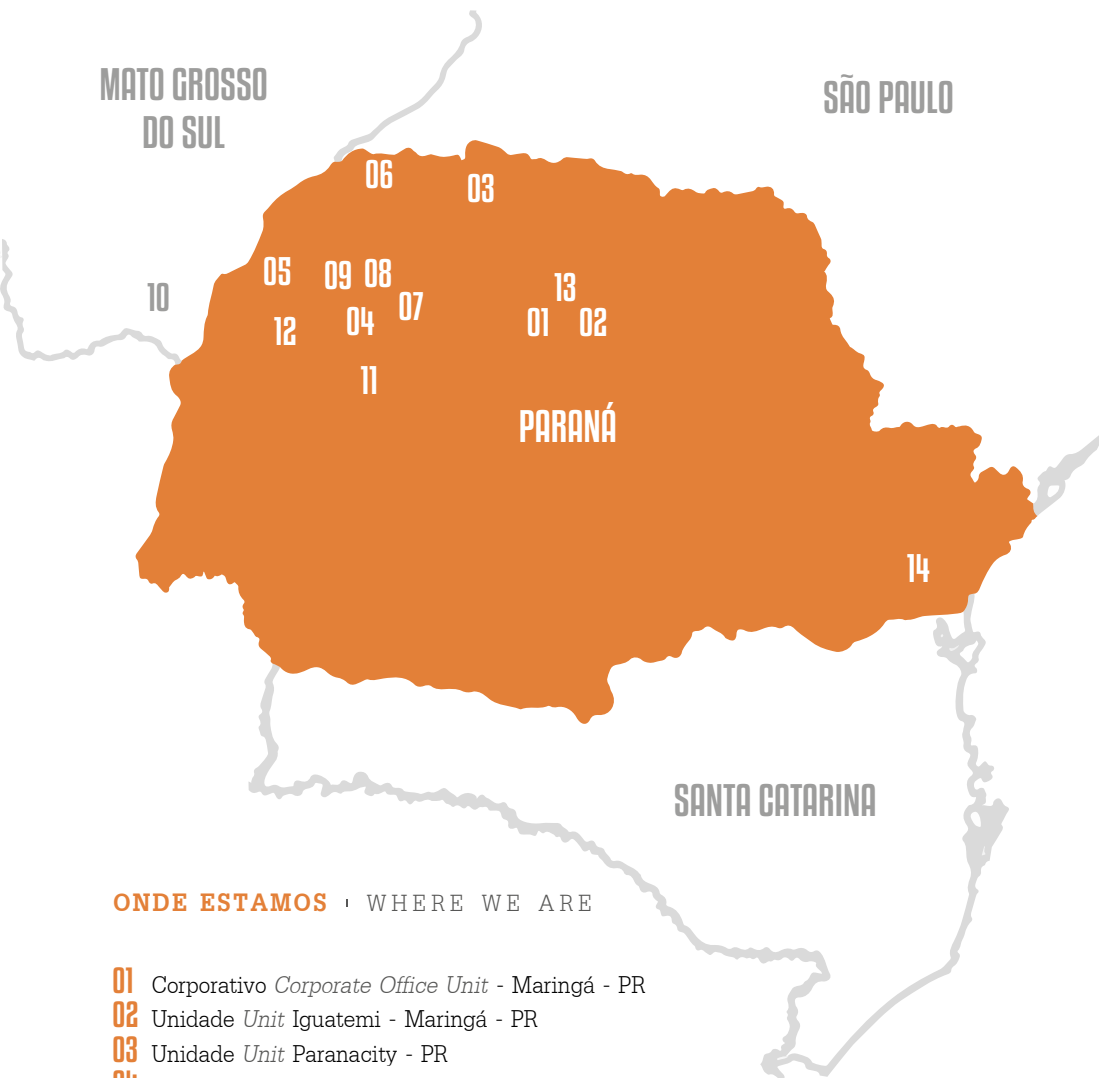 MATO GROSSO
DO SUL
SÃO PAULO
06
03
05
09 08
10
13
07
04
01 02
12
11
PARANÁ
14
SANTA CATARINA
ONDE ESTAMOS | WHERE WE ARE
01 Corporativo Corporate Office Unit - Maringá - PR
02 Unidade Unit Iguatemi - Maringá - PR
03 Unidade Unit Paranacity - PR